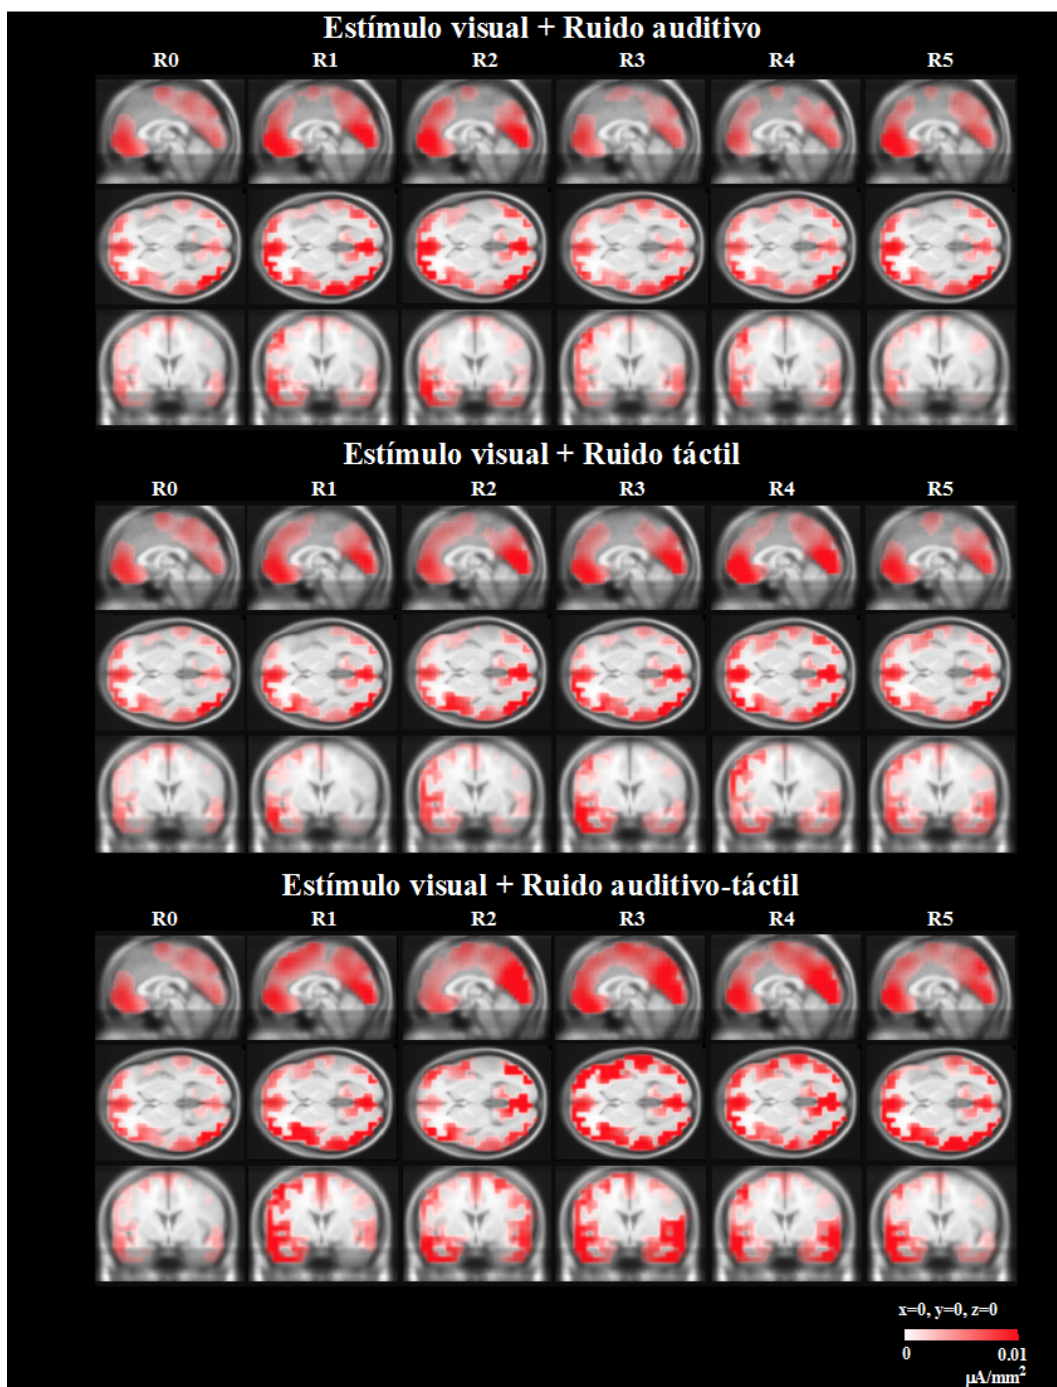 Estímulo visual + Ruido auditivo
R0 R1 R2 R3 R4 R5
Estímulo visual + Ruido táctil
R0 R1 R2 R3 R4 R5
Estímulo visual + Ruido auditivo-táctil
R0 R1 R2 R3 R4 R5
x=0, y=0, z=0
0 0.01
µA/mm²